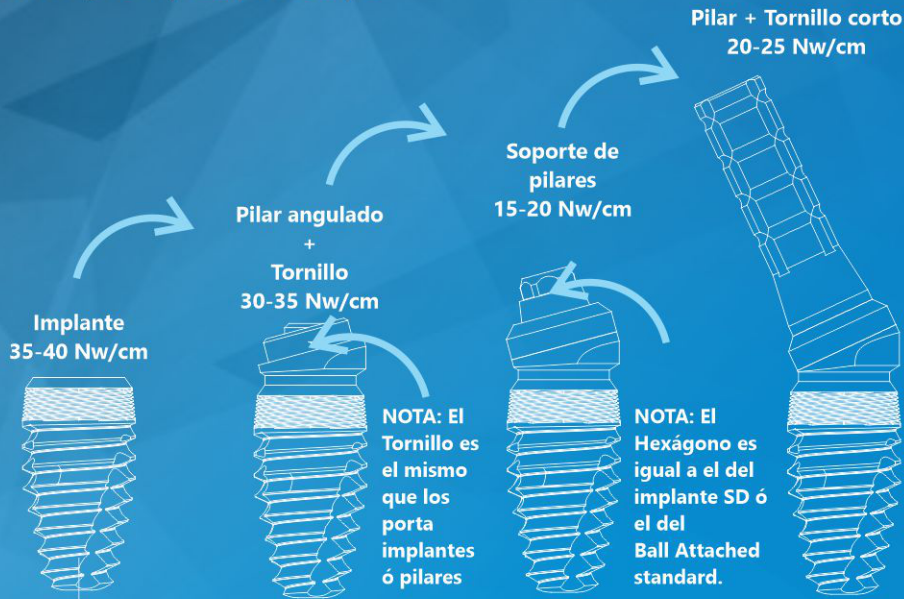 Implante
35-40 Nw/cm
Pilar angulado
+
Tornillo
30-35 Nw/cm
NOTA: El
Tornillo es
el mismo
que los
porta
implantes
ó pilares
Soporte de
pilares
15-20 Nw/cm
NOTA: El
Hexágono es
igual a el del
implante SD ó
el del
Ball Attached
standard.
Pilar + Tornillo corto
20-25 Nw/cm